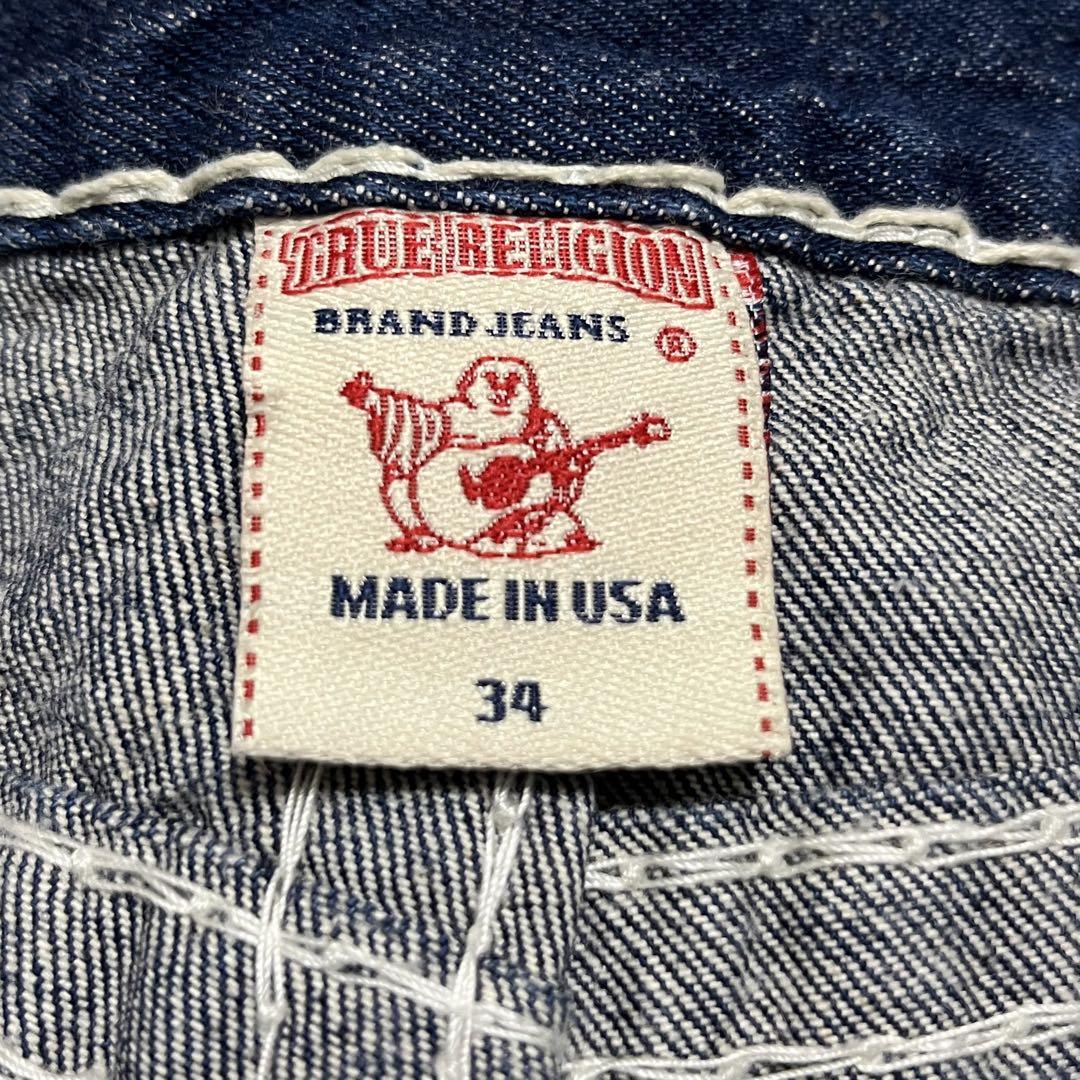 TRUE RELIGION
BRAND JEANS ®
MADE IN USA
34